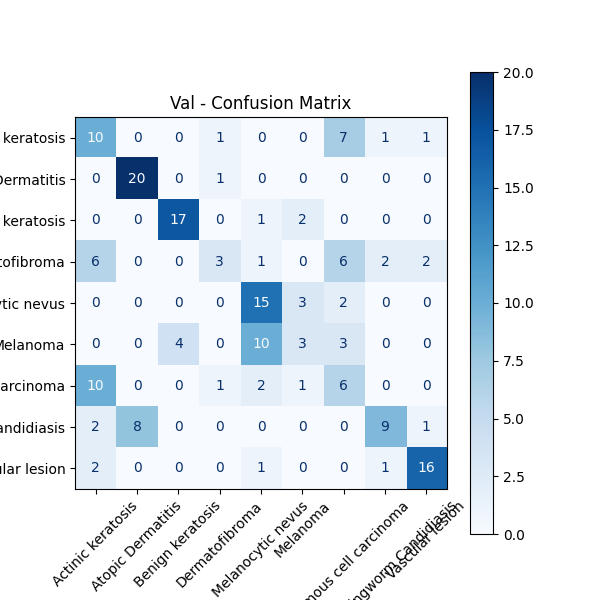 Val - Confusion Matrix
keratosis 10 0 0 1 0 0 7 1 1
Dermatitis 0 20 0 1 0 0 0 0 0
keratosis 0 0 17 0 1 2 0 0 0
tofibroma 6 0 0 3 1 0 6 2 2
tic nevus 0 0 0 0 15 3 2 0 0
Melanoma 0 0 4 0 10 3 3 0 0
arcinoma 10 0 0 1 2 1 6 0 0
andidiasis 2 8 0 0 0 0 0 9 1
ular lesion 2 0 0 0 1 0 0 1 16
Actinic keratosis
Atopic Dermatitis
Benign keratosis
Dermatofibroma
Melanocytic nevus
Melanoma
mous cell carcinoma
ngworm Candidiasis
Vascular lesion
20.0
17.5
15.0
12.5
10.0
7.5
5.0
2.5
0.0